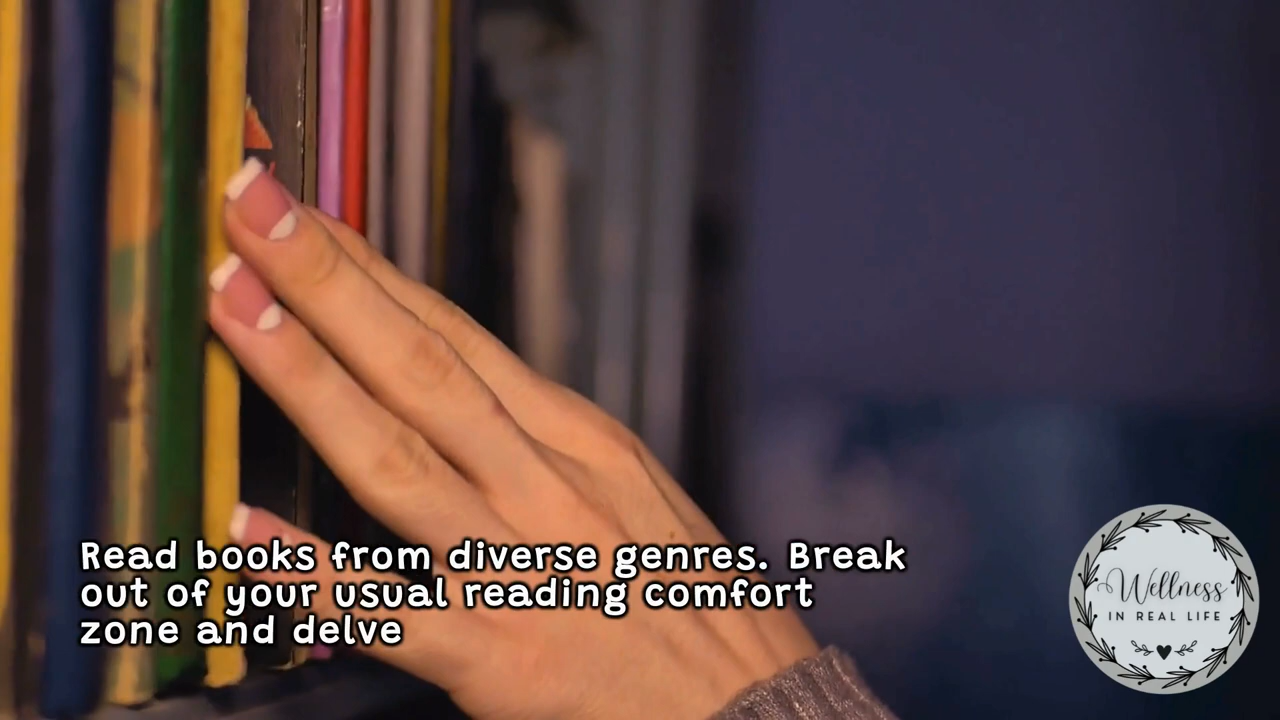 Read books from diverse genres. Break
out of your usual reading comfort
zone and delve
Wellness
IN REAL LIFE